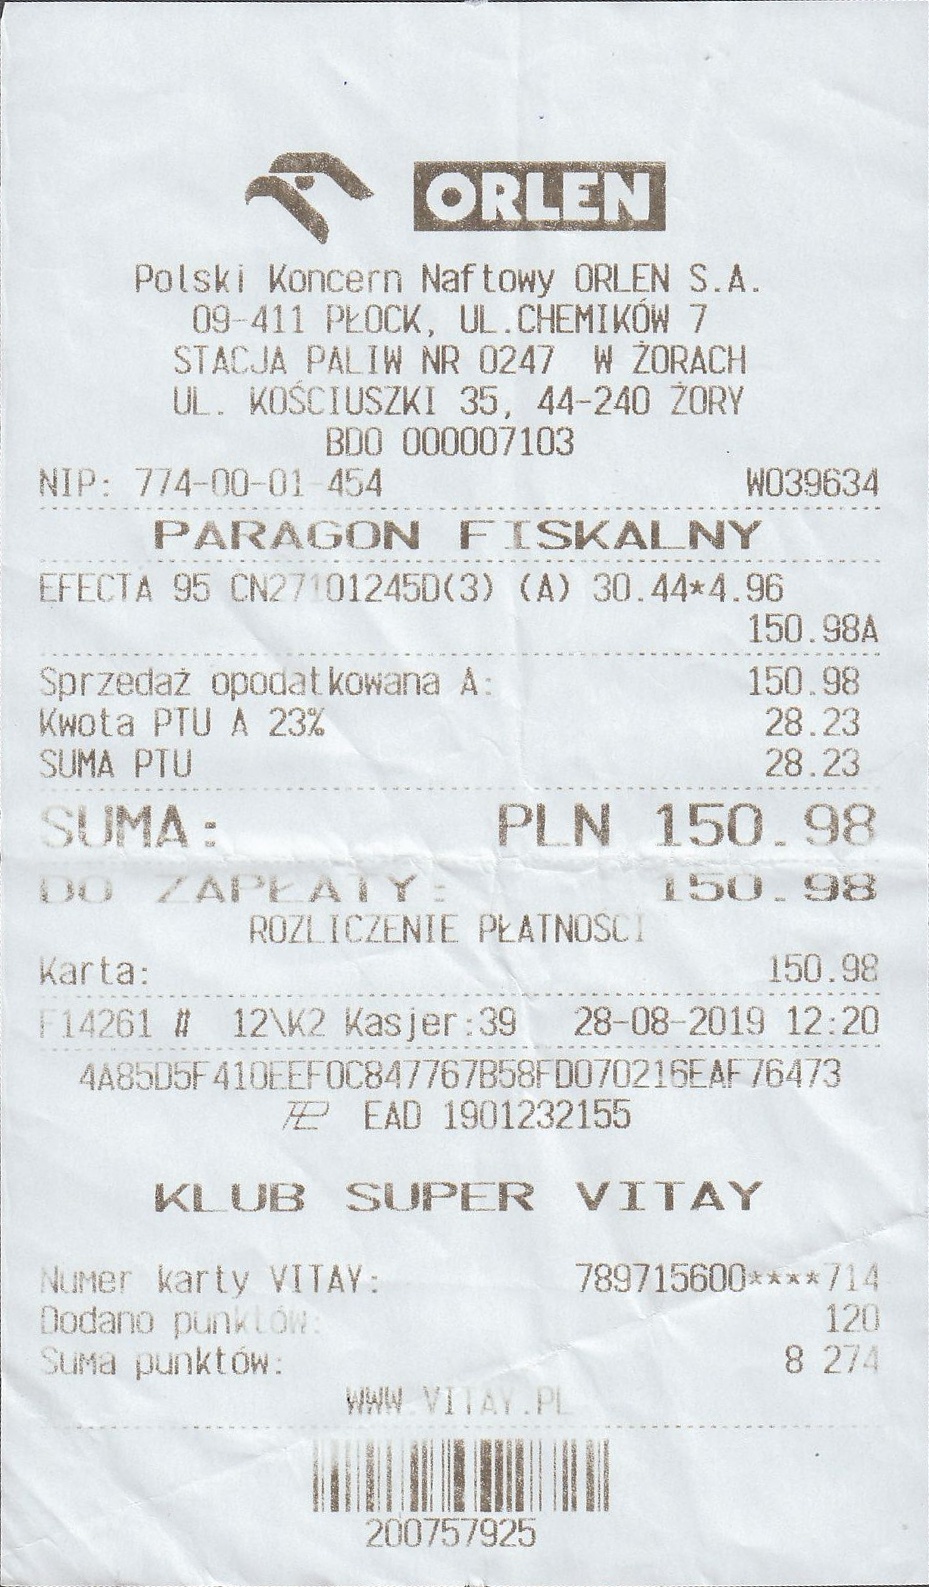 ORLEN
Polski Koncern Naftowy ORLEN S.A.
09-411 PŁOCK, UL.CHEMIKÓW 7
STACJA PALIW NR 0247 W ŻORACH
UL. KOŚCIUSZKI 35, 44-240 ŻORY
BDO 000007103
NIP: 774-00-01-454 W039634
PARAGON FISKALNY
EFECTA 95 CN27101245D(3) (A) 30.44*4.96
150.98A
Sprzedaż opodatkowana A: 150.98
Kwota PTU A 23% 28.23
SUMA PTU 28.23
SUMA: PLN 150.98
DO ZAPŁATY: 150.98
ROZLICZENIE PŁATNOŚCI
Karta: 150.98
F14261 # 12\K2 Kasjer:39 28-08-2019 12:20
4A85D5F410EEF0C847767B58FD070216EAF76473
EAD 1901232155
KLUB SUPER VITAY
Numer karty VITAY: 789715600****714
Dodano punktów: 120
Suma punktów: 8 274
WWW.VITAY.PL
200757925